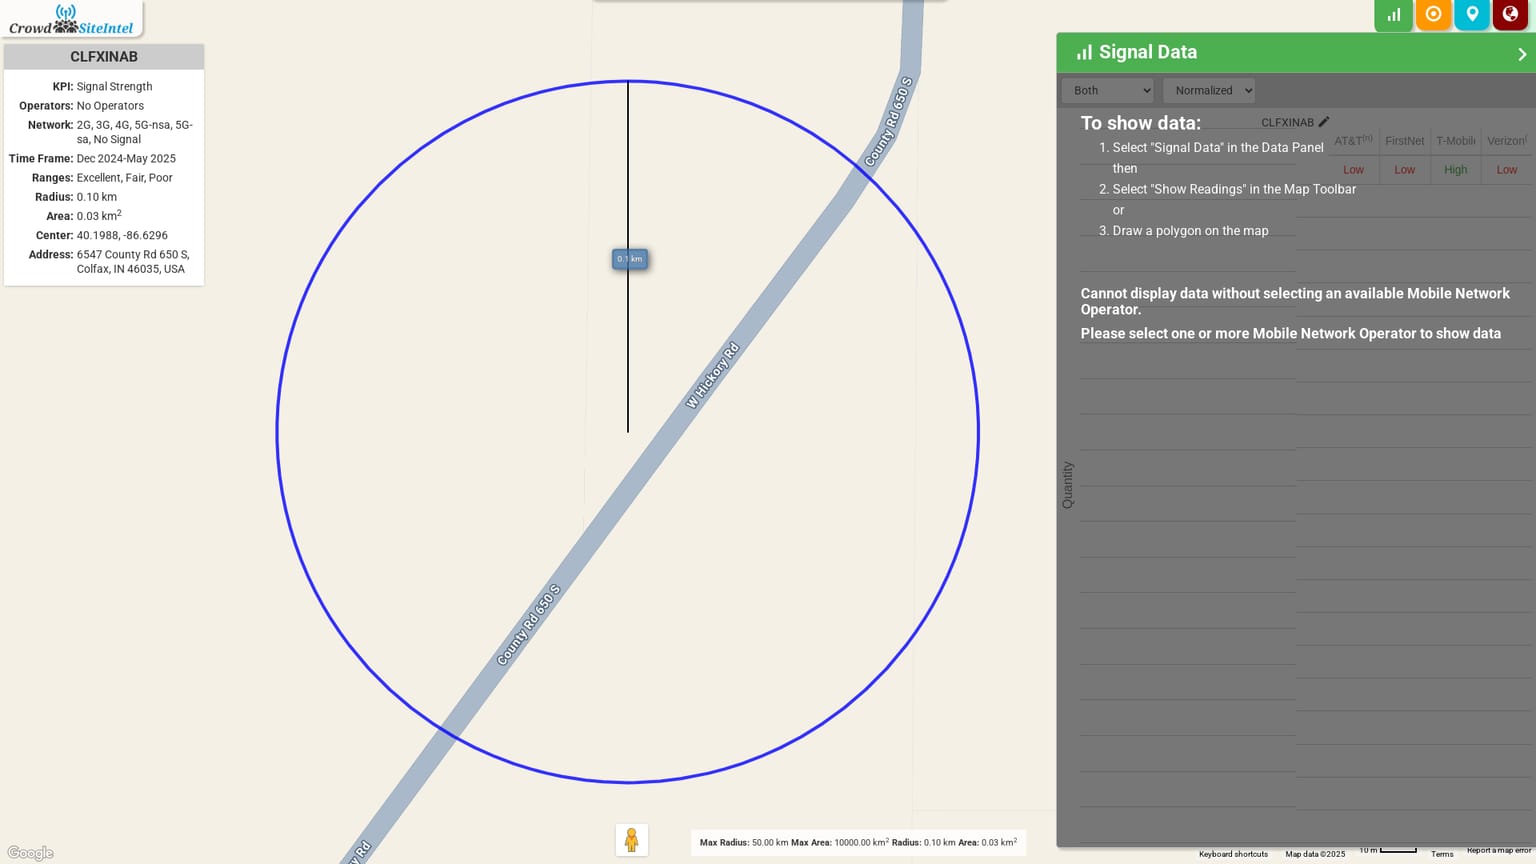 Crowd SiteIntel
CLFXINAB
KPI: Signal Strength
Operators: No Operators
Network: 2G, 3G, 4G, 5G-nsa, 5G-
sa, No Signal
Time Frame: Dec 2024-May 2025
Ranges: Excellent, Fair, Poor
Radius: 0.10 km
Area: 0.03 km²
Center: 40.1988, -86.6296
Address: 6547 County Rd 650 S,
Colfax, IN 46035, USA
County Rd 650 S
0.1 km
W Hickory Rd
County Rd 650 S
Rd
Google
Max Radius: 50.00 km Max Area: 10000.00 km² Radius: 0.10 km Area: 0.03 km²
Signal Data
Both
Normalized
To show data:
CLFXINAB
1. Select "Signal Data" in the Data Panel
then
2. Select "Show Readings" in the Map Toolbar
or
3. Draw a polygon on the map
AT&T(n) FirstNet T-Mobile Verizon
Low Low High Low
Cannot display data without selecting an available Mobile Network
Operator.
Please select one or more Mobile Network Operator to show data
Quantity
Keyboard shortcuts Map data ©2025 10 m Terms Report a map error